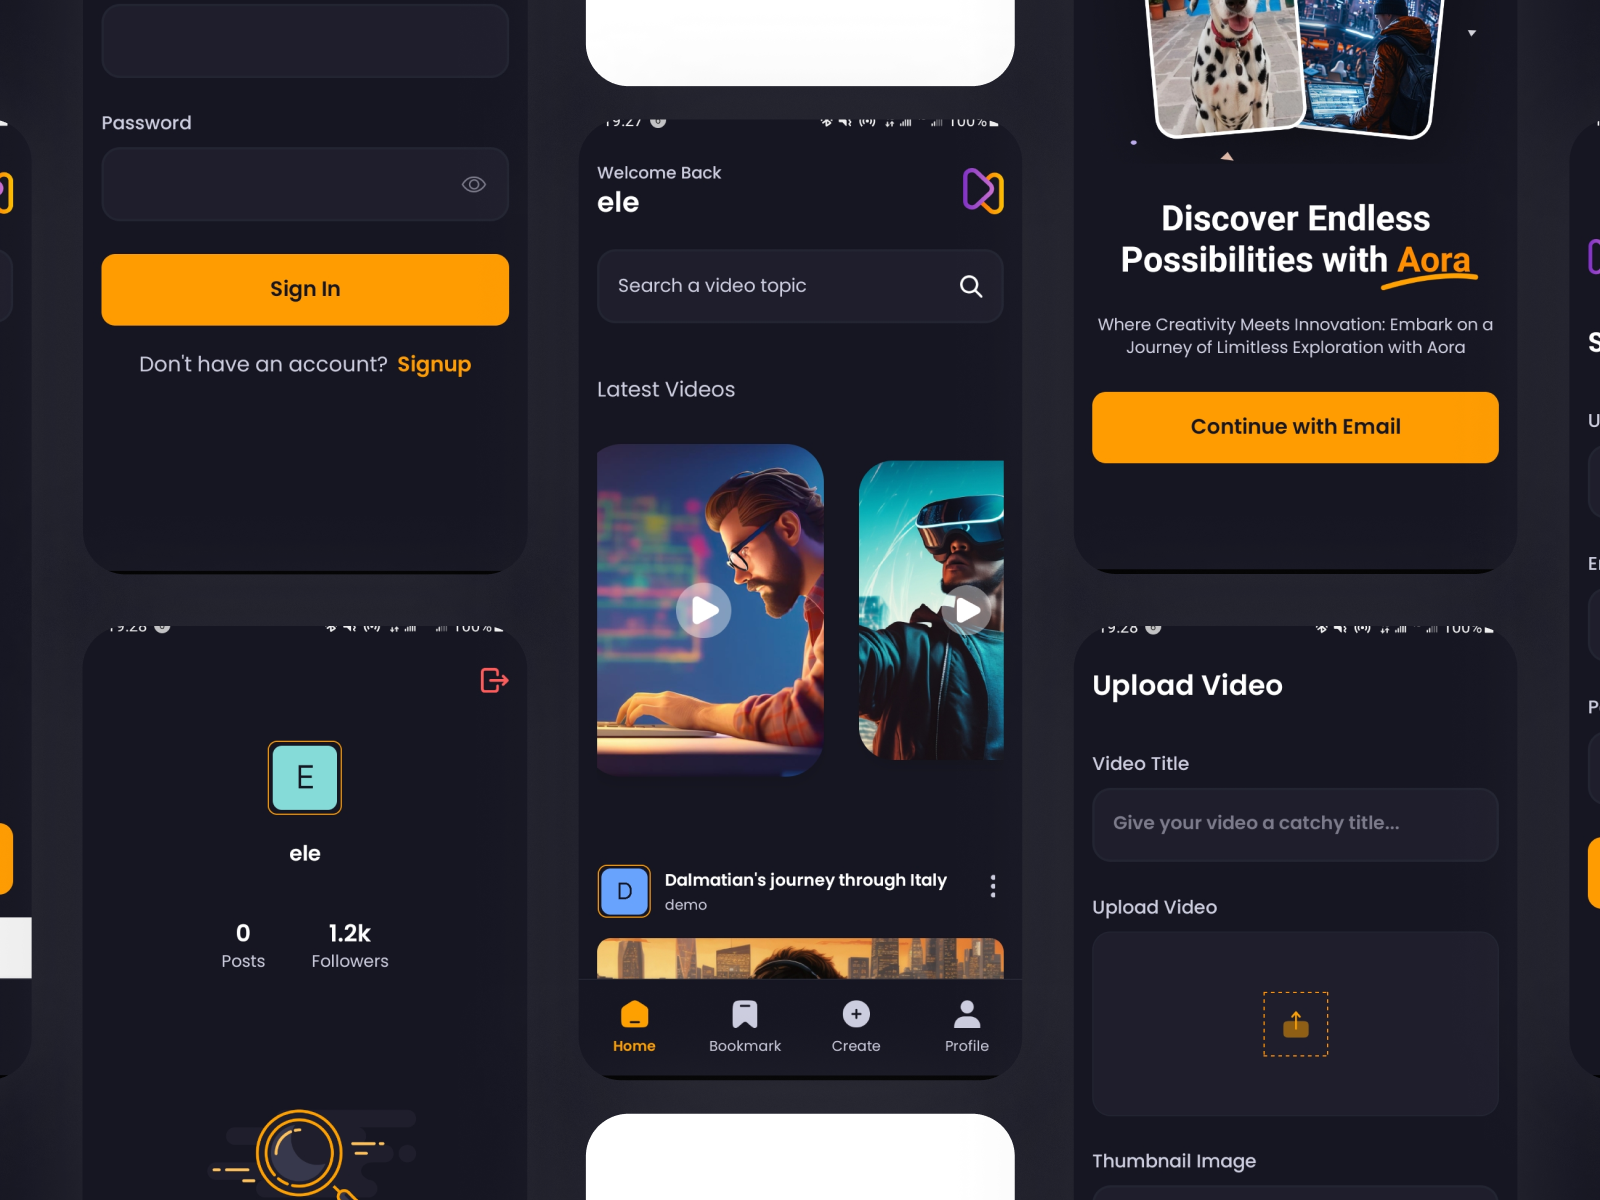 Password
Sign In
Don't have an account? Signup
19:28 100%
E
ele
0 1.2k
Posts Followers
19:27 100%
Welcome Back
ele
Search a video topic
Latest Videos
D
Dalmatian's journey through Italy
demo
Home Bookmark Create Profile
Discover Endless
Possibilities with Aora
Where Creativity Meets Innovation: Embark on a
Journey of Limitless Exploration with Aora
Continue with Email
19:28 100%
Upload Video
Video Title
Give your video a catchy title...
Upload Video
Thumbnail Image